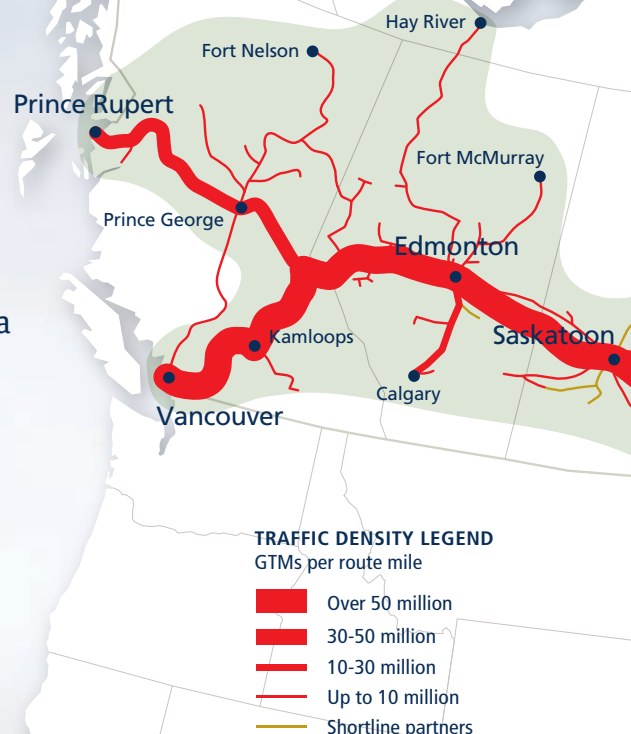 Hay River
Fort Nelson
Prince Rupert
Fort McMurray
Prince George
Edmonton
a
Saskatoon
Kamloops
Calgary
Vancouver
TRAFFIC DENSITY LEGEND
GTMs per route mile
Over 50 million
30-50 million
10-30 million
Up to 10 million
Shortline partners